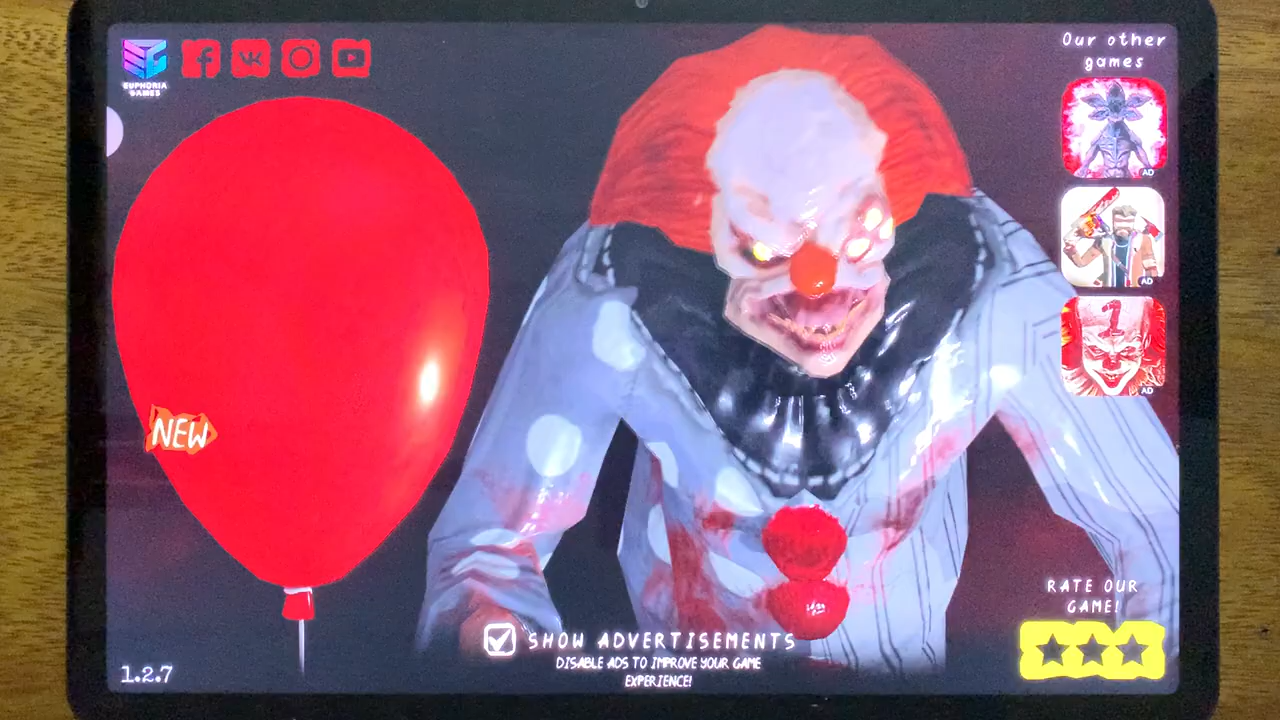 EUPHORIA
GAMES
Our other
games
AD
AD
1
AD
NEW
RATE OUR
GAME!
SHOW ADVERTISEMENTS
DISABLE ADS TO IMPROVE YOUR GAME
EXPERIENCE!
1.2.7